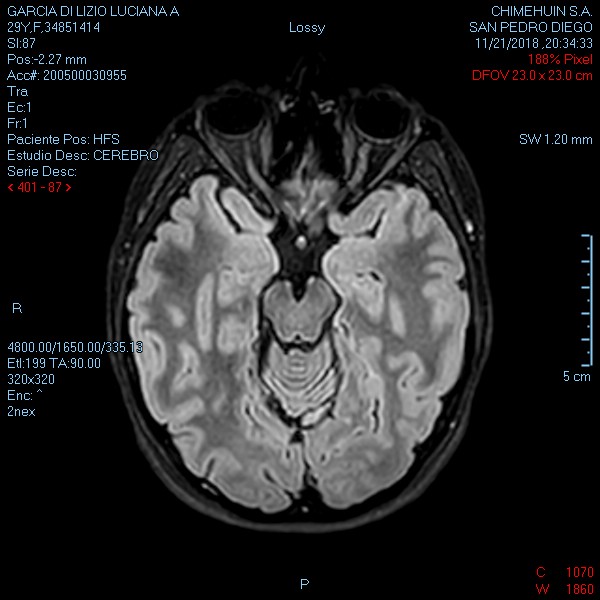 GARCIA DI LIZIO LUCIANA A
29Y,F,34851414
Sl:87
Pos:-2.27 mm
Acc#: 200500030955
Tra
Ec:1
Fr:1
Paciente Pos: HFS
Estudio Desc: CEREBRO
Serie Desc:
< 401 - 87 >
Lossy
CHIMEHUIN S.A.
SAN PEDRO DIEGO
11/21/2018 ,20:34:33
188% Pixel
DFOV 23.0 x 23.0 cm
SW 1.20 mm
R
4800.00/1650.00/335.13
Etl:199 TA:90.00
320x320
Enc: ^
2nex
5 cm
P
C 1070
W 1860